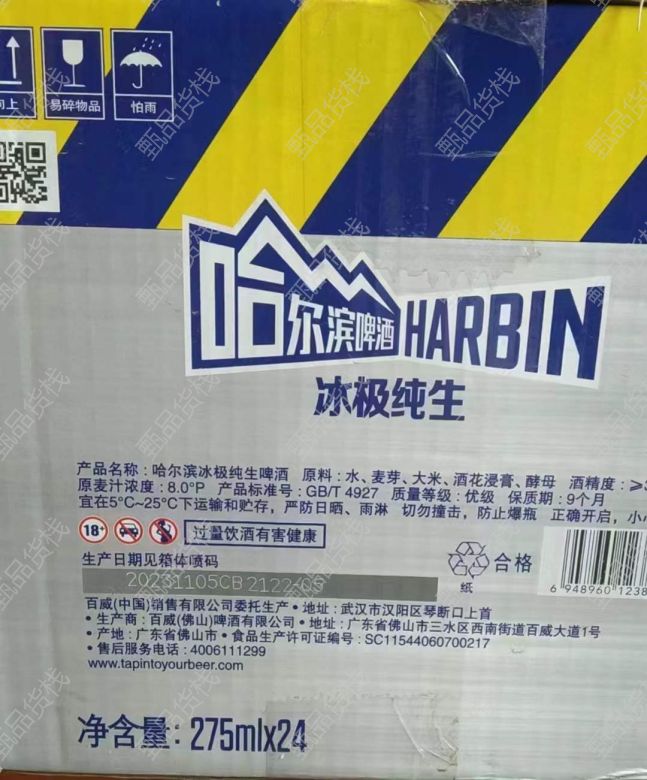 向上
易碎物品
怕雨
哈尔滨啤酒 HARBIN
冰极纯生
产品名称：哈尔滨冰极纯生啤酒 原料：水、麦芽、大米、酒花浸膏、酵母 酒精度：≥3
原麦汁浓度：8.0°P 产品标准号：GB/T 4927 质量等级：优级 保质期：9个月
宜在5°C~25°C下运输和贮存，严防日晒、雨淋 切勿撞击，防止爆瓶 正确开启，小心
18+ 过量饮酒有害健康
生产日期见箱体喷码
20231105CB 2122-05
纸
合格
6 948960 1238
百威(中国)销售有限公司委托生产·地址：武汉市汉阳区琴断口上首
·生产商：百威(佛山)啤酒有限公司·地址：广东省佛山市三水区西南街道百威大道1号
·产地：广东省佛山市·食品生产许可证编号：SC11544060700217
·售后服务电话：4006111299
www.tapintoyourbeer.com
净含量：275mlx24
甄品货栈